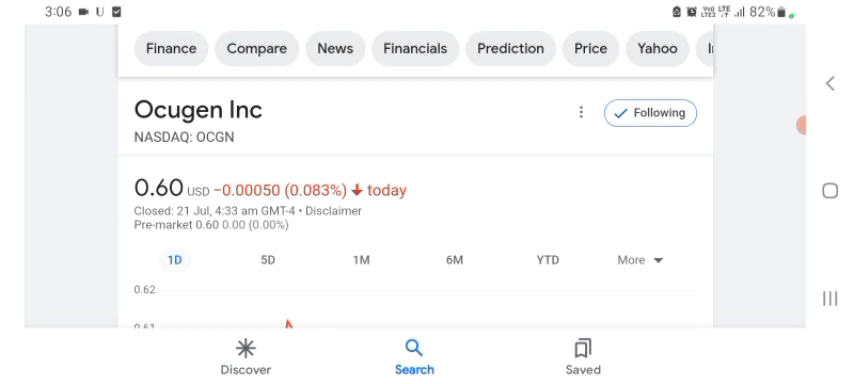 3:06 U 82%
Finance Compare News Financials Prediction Price Yahoo
Ocugen Inc
Following
NASDAQ: OCGN
0.60 USD −0.00050 (0.083%) today
Closed: 21 Jul, 4:33 am GMT-4 • Disclaimer
Pre-market 0.60 0.00 (0.00%)
1D 5D 1M 6M YTD More
0.62
Discover Search Saved